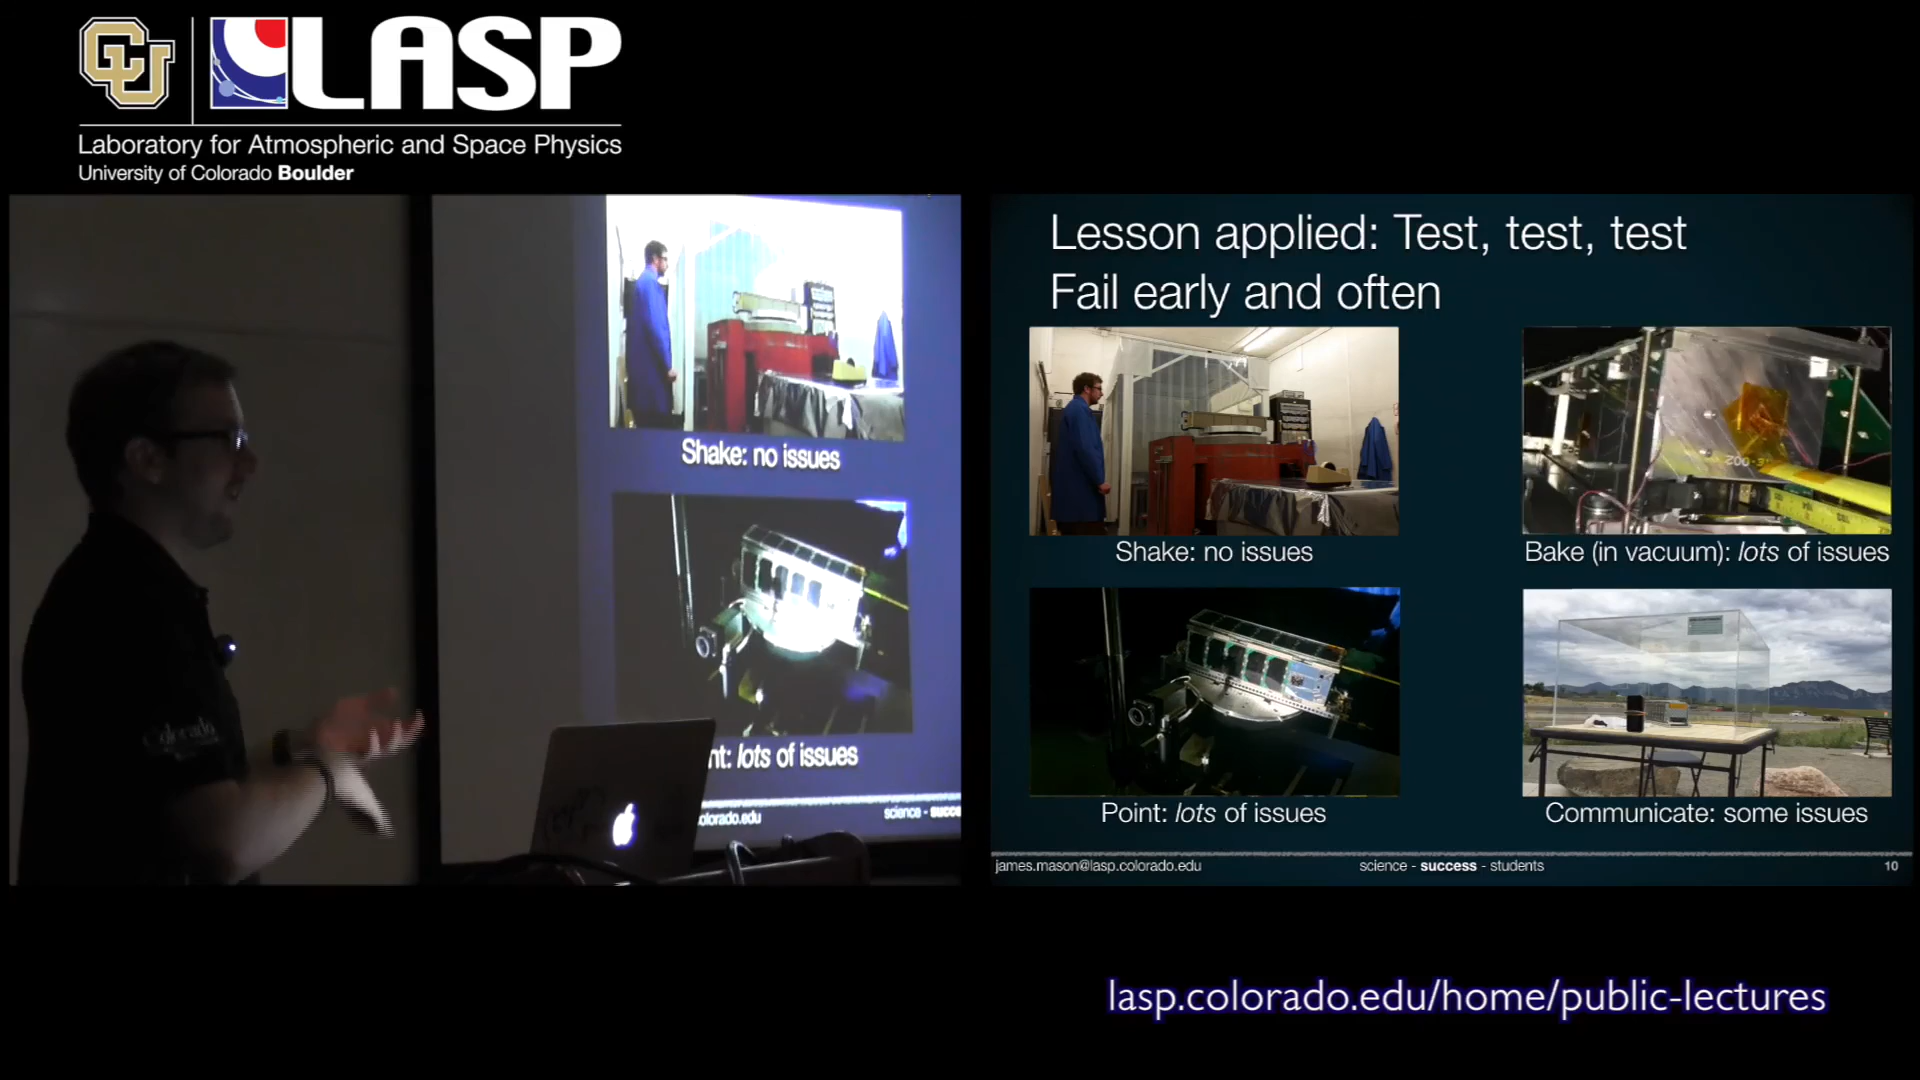 CU
LASP
Laboratory for Atmospheric and Space Physics
University of Colorado Boulder
Shake: no issues
nt: lots of issues
olorado.edu
science - succe
Colorado
Lesson applied: Test, test, test
Fail early and often
Shake: no issues
Bake (in vacuum): lots of issues
Point: lots of issues
Communicate: some issues
james.mason@lasp.colorado.edu
science - success - students
10
lasp.colorado.edu/home/public-lectures